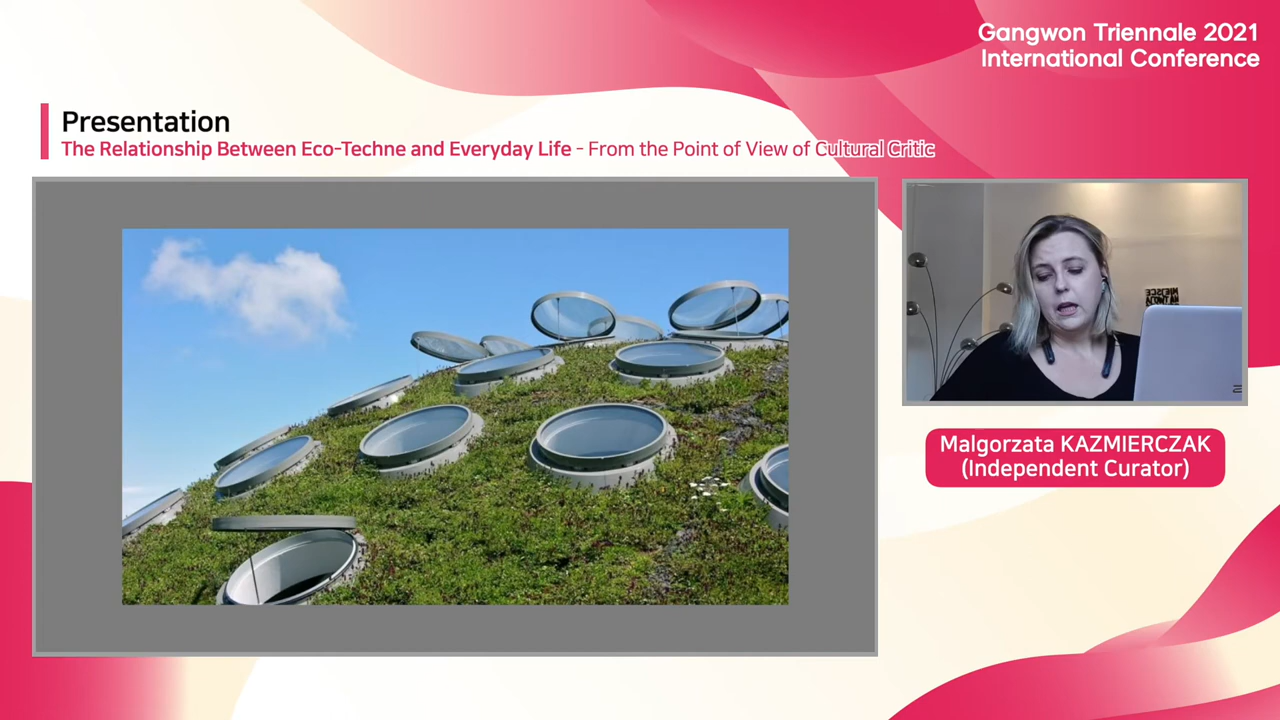 Gangwon Triennale 2021
International Conference
Presentation
The Relationship Between Eco-Techne and Everyday Life - From the Point of View of Cultural Critic
Malgorzata KAZMIERCZAK
(Independent Curator)